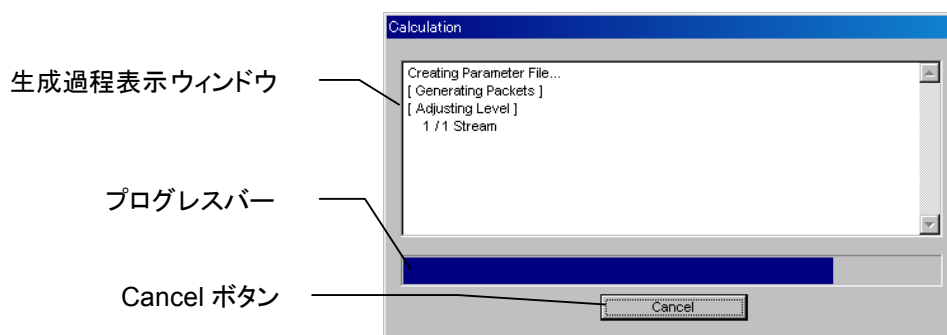 Calculation
生成過程表示ウィンドウ
Creating Parameter File...
[ Generating Packets ]
[ Adjusting Level ]
1 / 1 Stream
プログレスバー
Cancel ボタン
Cancel